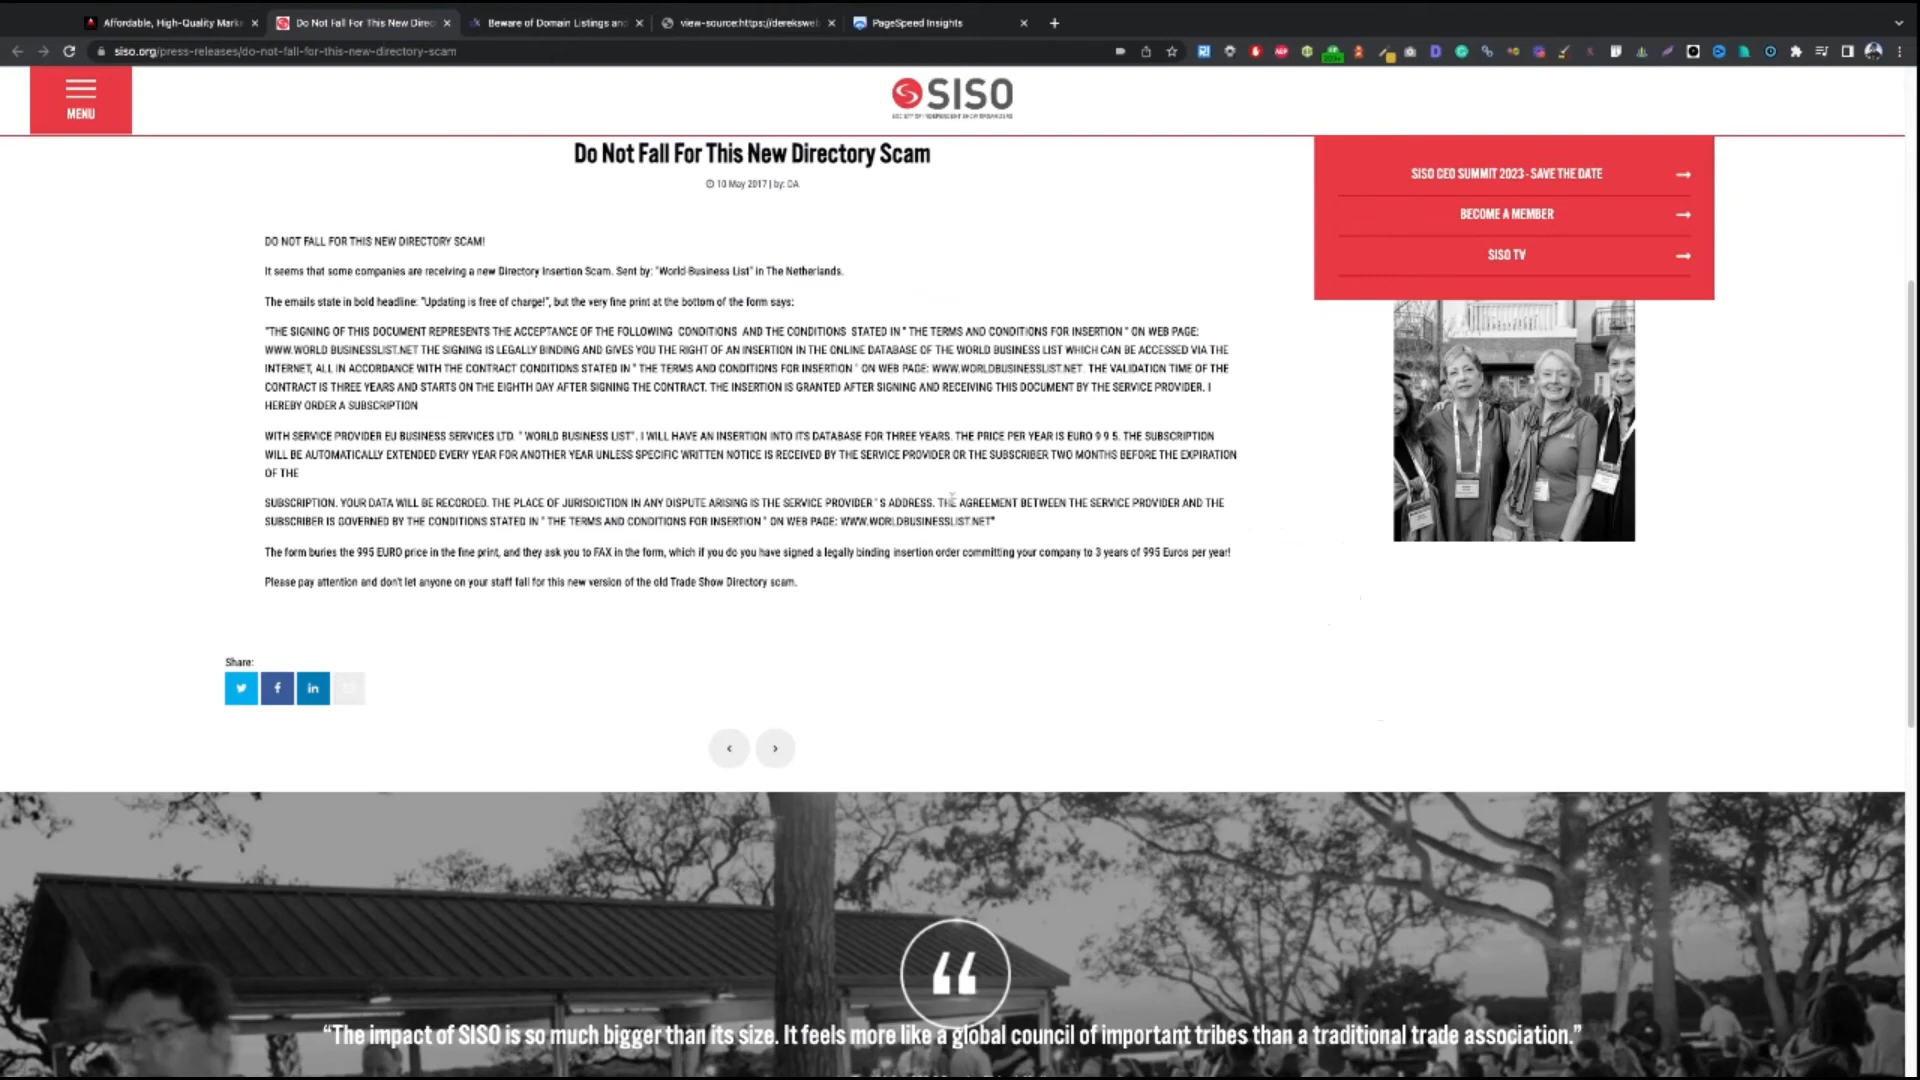 Affordable, High-Quality Mark
Do Not Fall For This New Direc
Beware of Domain Listings and
view-source:https://dereksweb
PageSpeed Insights
siso.org/press-releases/do-not-fall-for-this-new-directory-scam
MENU
SISO
SOCIETY OF INDEPENDENT SHOW ORGANIZERS
Do Not Fall For This New Directory Scam
10 May 2017 | by: DA
SISO CEO SUMMIT 2023 - SAVE THE DATE
BECOME A MEMBER
SISO TV
DO NOT FALL FOR THIS NEW DIRECTORY SCAM!
It seems that some companies are receiving a new Directory Insertion Scam. Sent by: "World-Business List" in The Netherlands.
The emails state in bold headline: "Updating is free of charge!", but the very fine print at the bottom of the form says:
"THE SIGNING OF THIS DOCUMENT REPRESENTS THE ACCEPTANCE OF THE FOLLOWING CONDITIONS AND THE CONDITIONS STATED IN " THE TERMS AND CONDITIONS FOR INSERTION " ON WEB PAGE:
WWW.WORLD BUSINESSLIST.NET THE SIGNING IS LEGALLY BINDING AND GIVES YOU THE RIGHT OF AN INSERTION IN THE ONLINE DATABASE OF THE WORLD BUSINESS LIST WHICH CAN BE ACCESSED VIA THE
INTERNET, ALL IN ACCORDANCE WITH THE CONTRACT CONDITIONS STATED IN " THE TERMS AND CONDITIONS FOR INSERTION " ON WEB PAGE: WWW.WORLDBUSINESSLIST.NET. THE VALIDATION TIME OF THE
CONTRACT IS THREE YEARS AND STARTS ON THE EIGHTH DAY AFTER SIGNING THE CONTRACT. THE INSERTION IS GRANTED AFTER SIGNING AND RECEIVING THIS DOCUMENT BY THE SERVICE PROVIDER. I
HEREBY ORDER A SUBSCRIPTION
WITH SERVICE PROVIDER EU BUSINESS SERVICES LTD. " WORLD BUSINESS LIST". I WILL HAVE AN INSERTION INTO ITS DATABASE FOR THREE YEARS. THE PRICE PER YEAR IS EURO 9 9 5. THE SUBSCRIPTION
WILL BE AUTOMATICALLY EXTENDED EVERY YEAR FOR ANOTHER YEAR UNLESS SPECIFIC WRITTEN NOTICE IS RECEIVED BY THE SERVICE PROVIDER OR THE SUBSCRIBER TWO MONTHS BEFORE THE EXPIRATION
OF THE
SUBSCRIPTION. YOUR DATA WILL BE RECORDED. THE PLACE OF JURISDICTION IN ANY DISPUTE ARISING IS THE SERVICE PROVIDER ' S ADDRESS. THE AGREEMENT BETWEEN THE SERVICE PROVIDER AND THE
SUBSCRIBER IS GOVERNED BY THE CONDITIONS STATED IN " THE TERMS AND CONDITIONS FOR INSERTION " ON WEB PAGE: WWW.WORLDBUSINESSLIST.NET"
The form buries the 995 EURO price in the fine print, and they ask you to FAX in the form, which if you do you have signed a legally binding insertion order committing your company to 3 years of 995 Euros per year!
Please pay attention and don't let anyone on your staff fall for this new version of the old Trade Show Directory scam.
Share:
“The impact of SISO is so much bigger than its size. It feels more like a global council of important tribes than a traditional trade association.”